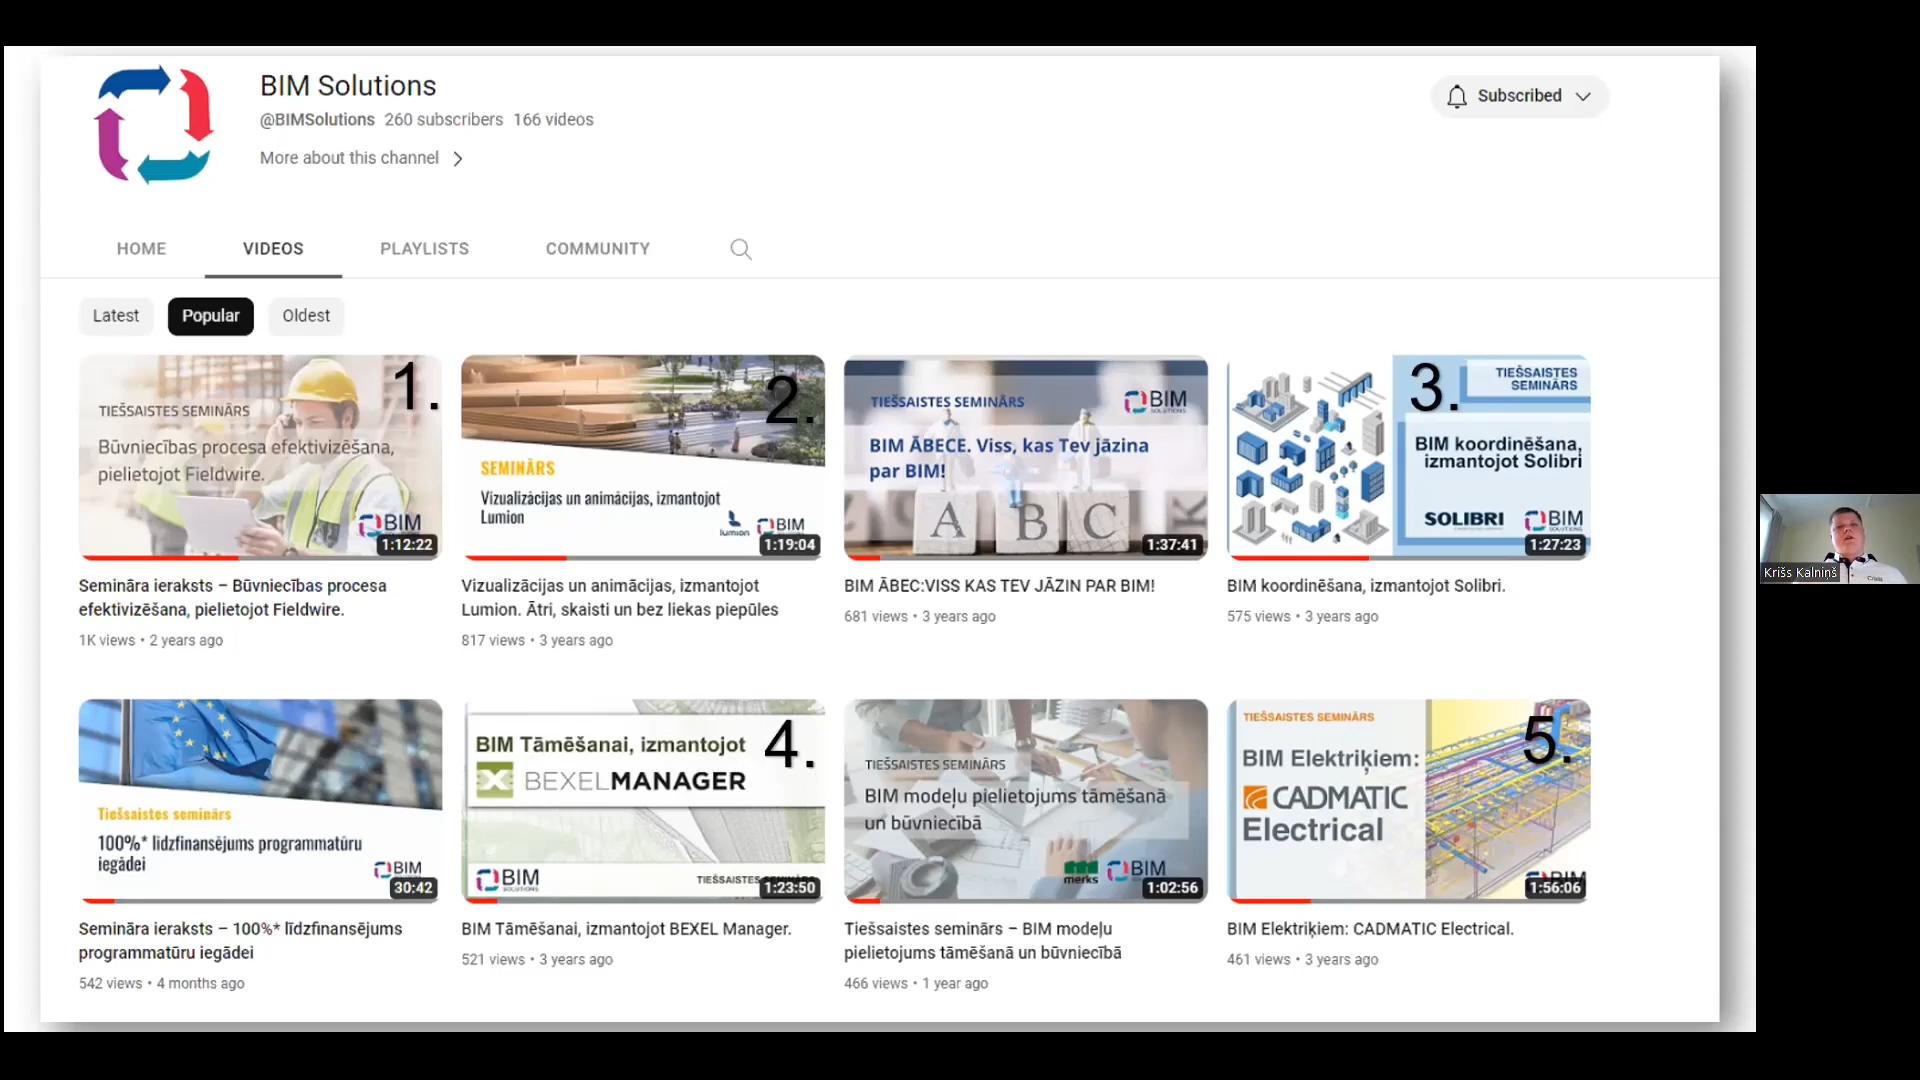 BIM Solutions
@BIMSolutions 260 subscribers 166 videos
More about this channel
Subscribed
HOME VIDEOS PLAYLISTS COMMUNITY
Latest Popular Oldest
1.
TIEŠSAISTES SEMINĀRS
Būvniecības procesa efektivizēšana,
pielietojot Fieldwire.
BIM
1:12:22
Semināra ieraksts – Būvniecības procesa
efektivizēšana, pielietojot Fieldwire.
1K views • 2 years ago
2.
SEMINĀRS
Vizualizācijas un animācijas, izmantojot
Lumion
lumion
BIM
1:19:04
Vizualizācijas un animācijas, izmantojot
Lumion. Ātri, skaisti un bez liekas piepūles
817 views • 3 years ago
TIEŠSAISTES SEMINĀRS
BIM
SOLUTIONS
BIM ĀBECE. Viss, kas Tev jāzina
par BIM!
A B C K
1:37:41
BIM ĀBEC:VISS KAS TEV JĀZIN PAR BIM!
681 views • 3 years ago
3.
TIEŠSAISTES
SEMINĀRS
BIM koordinēšana,
izmantojot Solibri
SOLIBRI
BIM
1:27:23
BIM koordinēšana, izmantojot Solibri.
575 views • 3 years ago
Krišs Kalniņš
Tiešsaistes seminārs
100%* līdzfinansējums programmatūru
iegādei
BIM
30:42
Semināra ieraksts – 100%* līdzfinansējums
programmatūru iegādei
542 views • 4 months ago
4.
BIM Tāmēšanai, izmantojot
BEXELMANAGER
BIM
SOLUTIONS
TIEŠSAISTES SEMINĀRS
1:23:50
BIM Tāmēšanai, izmantojot BEXEL Manager.
521 views • 3 years ago
TIEŠSAISTES SEMINĀRS
BIM modeļu pielietojums tāmēšanā
un būvniecībā
merks
BIM
1:02:56
Tiešsaistes seminārs – BIM modeļu
pielietojums tāmēšanā un būvniecībā
466 views • 1 year ago
5.
TIEŠSAISTES SEMINĀRS
BIM Elektriķiem:
CADMATIC
Electrical
BIM
1:56:06
BIM Elektriķiem: CADMATIC Electrical.
461 views • 3 years ago